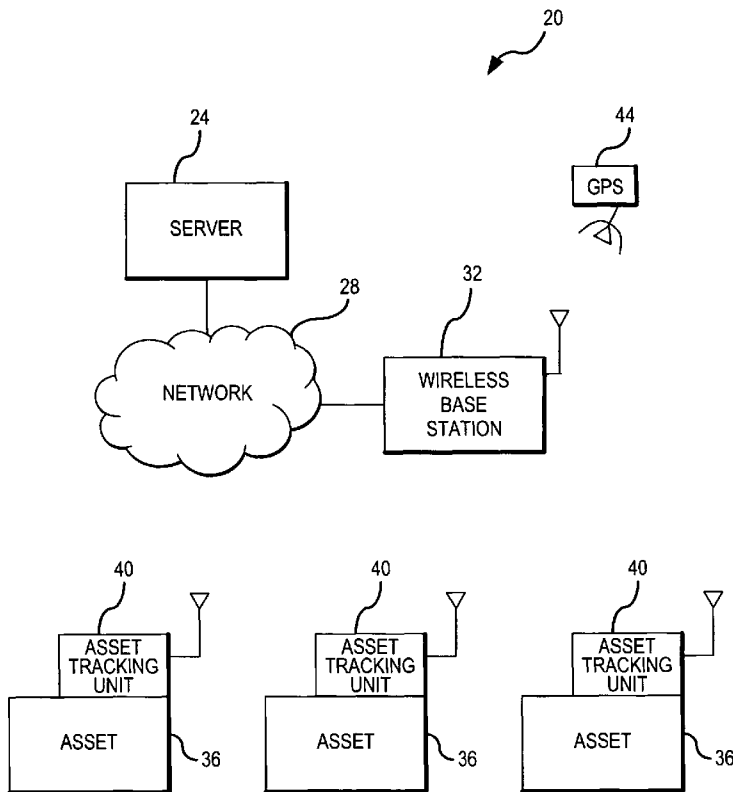 20
24
44
GPS
SERVER
28
32
NETWORK
WIRELESS
BASE
STATION
40
40
40
ASSET
TRACKING
UNIT
ASSET
TRACKING
UNIT
ASSET
TRACKING
UNIT
ASSET
36
ASSET
36
ASSET
36